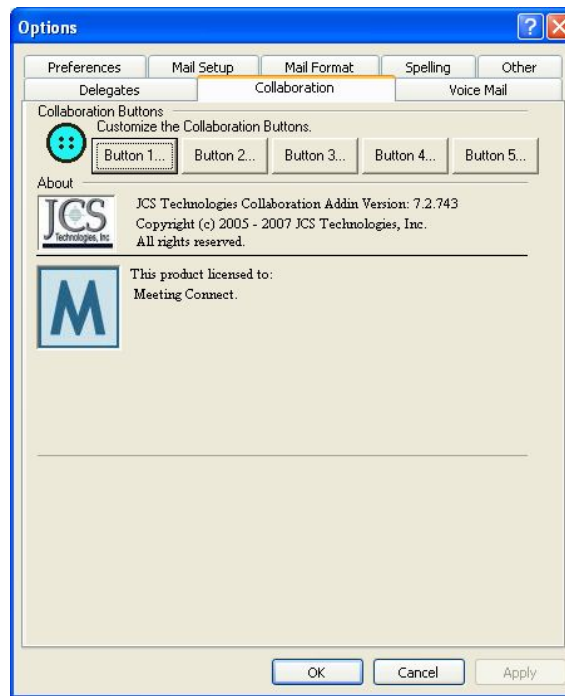 Options
Preferences Mail Setup Mail Format Spelling Other
Delegates Collaboration Voice Mail
Collaboration Buttons
Customize the Collaboration Buttons.
Button 1... Button 2... Button 3... Button 4... Button 5...
About
JCS
Technologies, Inc
JCS Technologies Collaboration Addin Version: 7.2.743
Copyright (c) 2005 - 2007 JCS Technologies, Inc.
All rights reserved.
M
This product licensed to:
Meeting Connect.
OK Cancel Apply